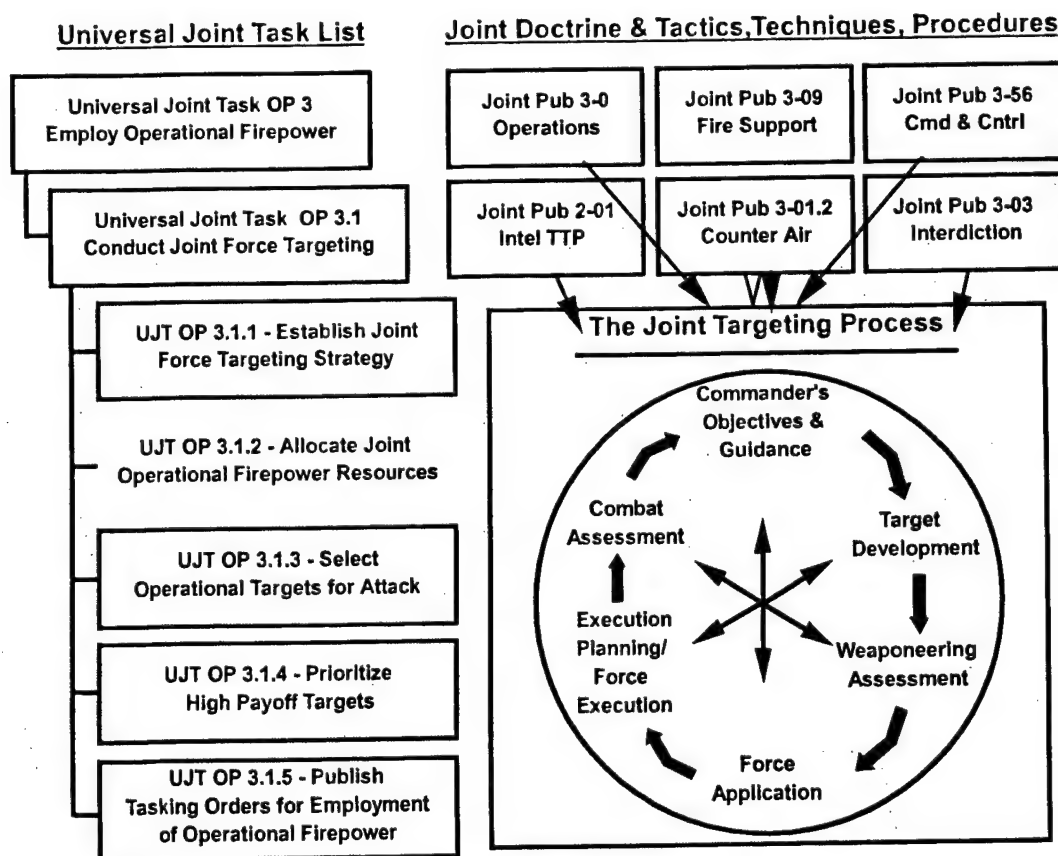 Universal Joint Task List
Universal Joint Task OP 3
Employ Operational Firepower
Universal Joint Task OP 3.1
Conduct Joint Force Targeting
UJT OP 3.1.1 - Establish Joint
Force Targeting Strategy
UJT OP 3.1.2 - Allocate Joint
Operational Firepower Resources
UJT OP 3.1.3 - Select
Operational Targets for Attack
UJT OP 3.1.4 - Prioritize
High Payoff Targets
UJT OP 3.1.5 - Publish
Tasking Orders for Employment
of Operational Firepower
Joint Doctrine & Tactics,Techniques, Procedures
Joint Pub 3-0
Operations
Joint Pub 3-09
Fire Support
Joint Pub 3-56
Cmd & Cntrl
Joint Pub 2-01
Intel TTP
Joint Pub 3-01.2
Counter Air
Joint Pub 3-03
Interdiction
The Joint Targeting Process
Commander's
Objectives &
Guidance
Target
Development
Weaponeering
Assessment
Force
Application
Execution
Planning/
Force
Execution
Combat
Assessment